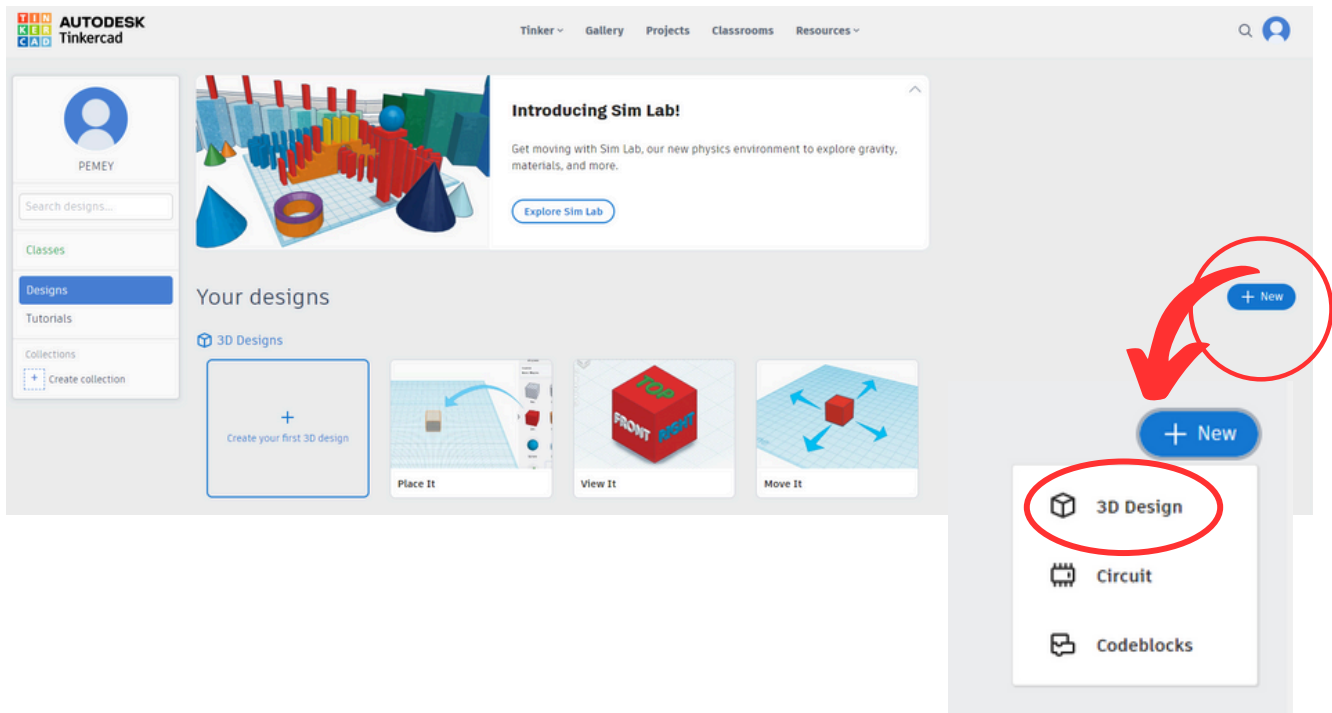 TIN
KER
CAD
AUTODESK
Tinkercad
Tinker
Gallery
Projects
Classrooms
Resources
PEMEY
Search designs...
Classes
Designs
Tutorials
Collections
+ Create collection
Introducing Sim Lab!
Get moving with Sim Lab, our new physics environment to explore gravity,
materials, and more.
Explore Sim Lab
Your designs
+ New
3D Designs
+
Create your first 3D design
TOP
FRONT
RIGHT
Place It
View It
Move It
+ New
3D Design
Circuit
Codeblocks